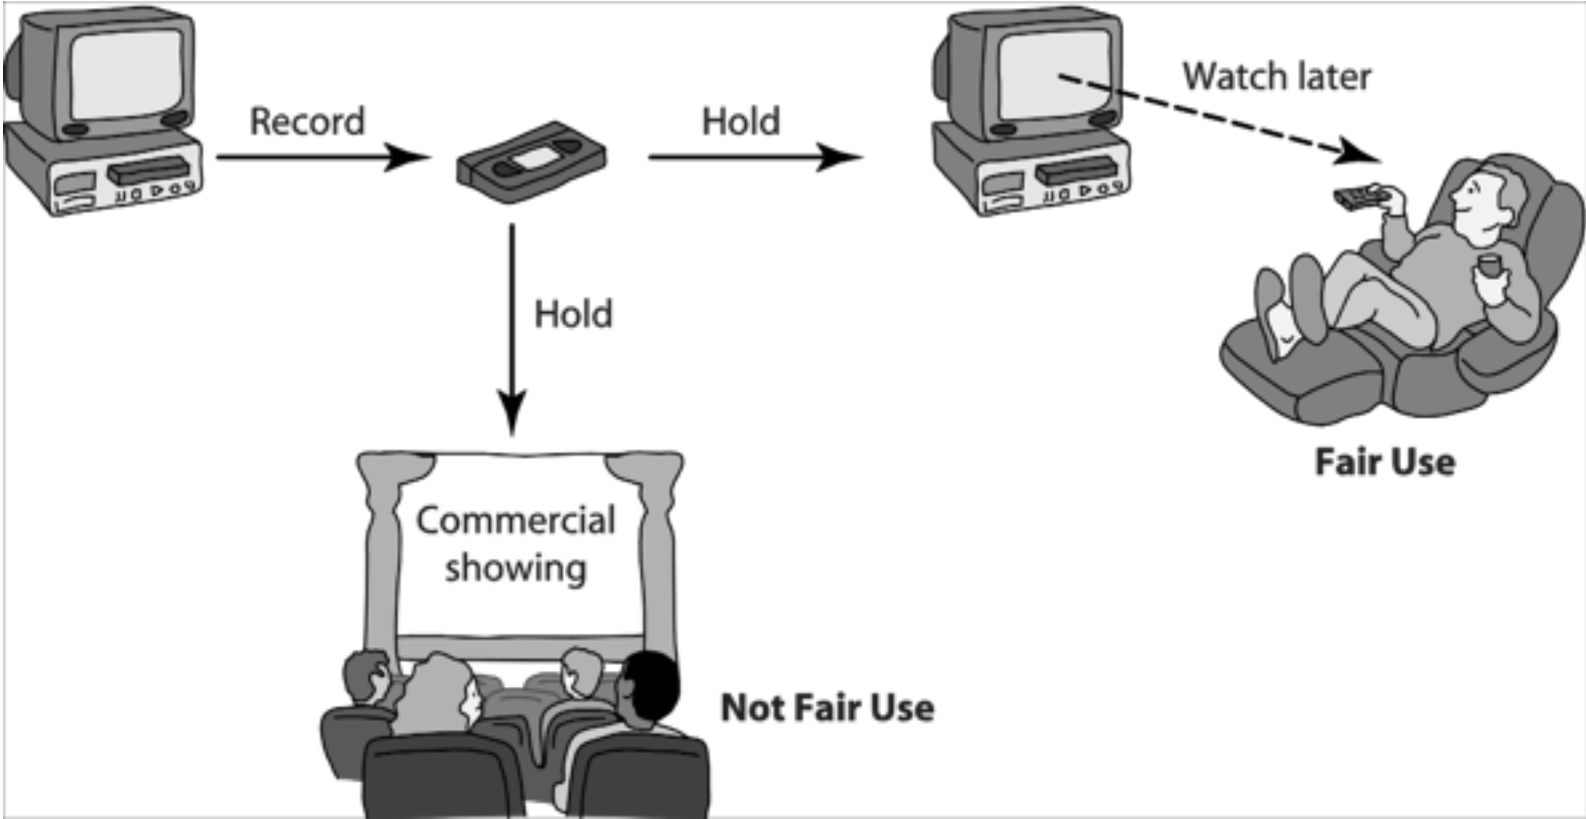 Record
Hold
Watch later
Hold
Fair Use
Commercial
showing
Not Fair Use